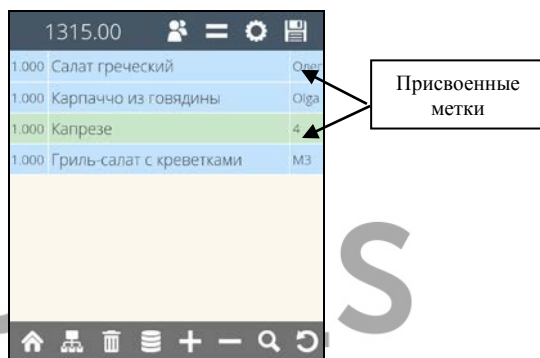 1315.00
1.000 Салат греческий Олег
1.000 Карпаччо из говядины Olga
1.000 Капрезе 4
1.000 Гриль-салат с креветками М3
Присвоенные
метки
S